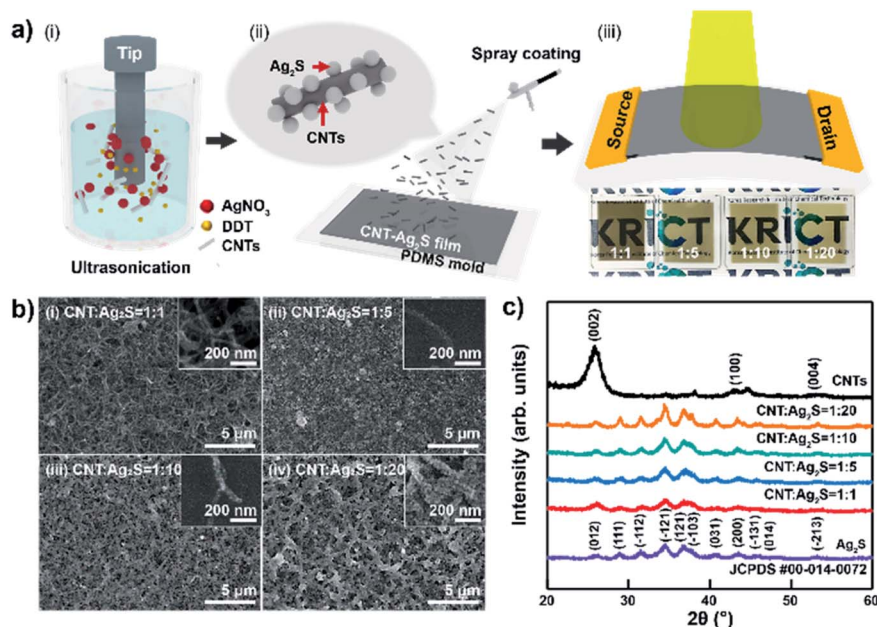 a)
(i)
Tip
AgNO₃
DDT
CNTs
Ultrasonication
(ii)
Ag₂S
CNTs
Spray coating
CNT-Ag₂S film
PDMS mold
(iii)
Source
Drain
KRICT
KRICT
1:1
1:5
1:10
1:20
b)
(i) CNT:Ag₂S=1:1
200 nm
5 µm
(ii) CNT:Ag₂S=1:5
200 nm
5 µm
(iii) CNT:Ag₂S=1:10
200 nm
5 µm
(iv) CNT:Ag₂S=1:20
200 nm
5 µm
c)
Intensity (arb. units)
(002)
(100)
(004)
CNTs
CNT:Ag₂S=1:20
CNT:Ag₂S=1:10
CNT:Ag₂S=1:5
CNT:Ag₂S=1:1
(012)
(111)
(-112)
(-121)
(121)
(-103)
(031)
(200)
(-131)
(014)
(-213)
Ag₂S
JCPDS #00-014-0072
20
30
40
50
60
2θ (°)